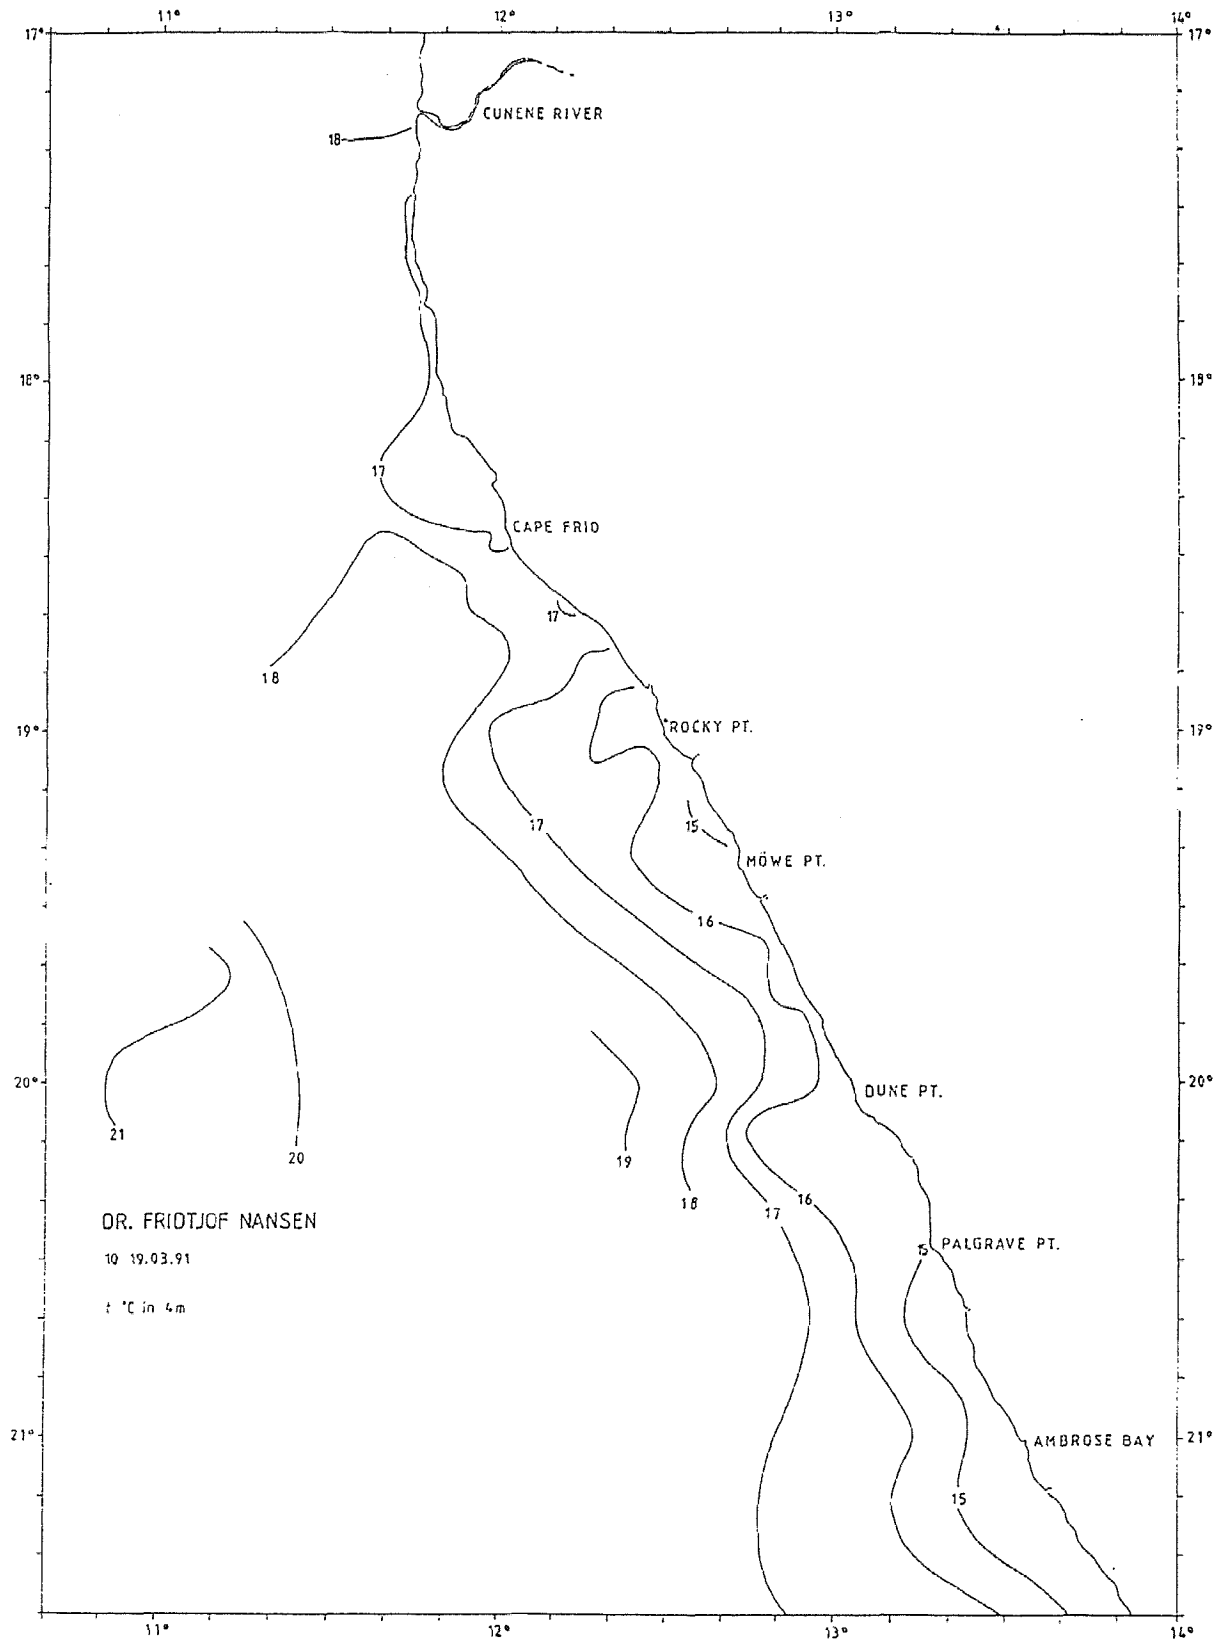 11° 12° 13° 14°
17° 17°
CUNENE RIVER
18
18° 18°
17
CAPE FRIO
17
18
19° ROCKY PT. 19°
17 15
MÖWE PT.
16
20° 20°
DUNE PT.
21
20 19
18 16
17
DR. FRIDTJOF NANSEN
15 PALGRAVE PT.
10 19.03.91
t °C in 4m
21° 21°
AMBROSE BAY
15
11° 12° 13° 14°